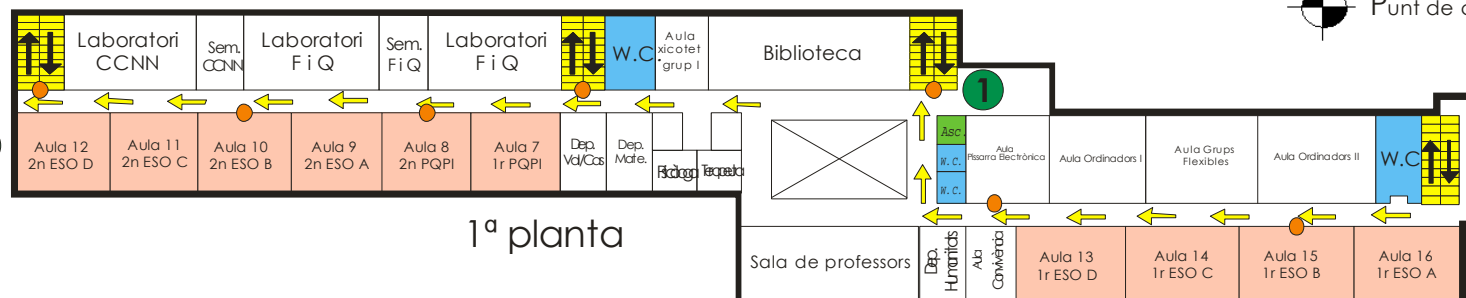 Punt de
Laboratori
CCNN
Sem.
CCNN
Laboratori
F i Q
Sem.
F i Q
Laboratori
F i Q
W.C.
Aula
xicotet
grup I
Biblioteca
1
Aula 12
2n ESO D
Aula 11
2n ESO C
Aula 10
2n ESO B
Aula 9
2n ESO A
Aula 8
2n PQPI
Aula 7
1r PQPI
Dep.
Val/Cas
Dep.
Mate.
Psicòloga
Terapeuta
Asc.
W.C.
W.C.
Aula
Pissarra Electrònica
Aula Ordinadors I
Aula Grups
Flexibles
Aula Ordinadors II
W.C
1ª planta
Sala de professors
Dep.
Humanitats
Aula
Convivència
Aula 13
1r ESO D
Aula 14
1r ESO C
Aula 15
1r ESO B
Aula 16
1r ESO A